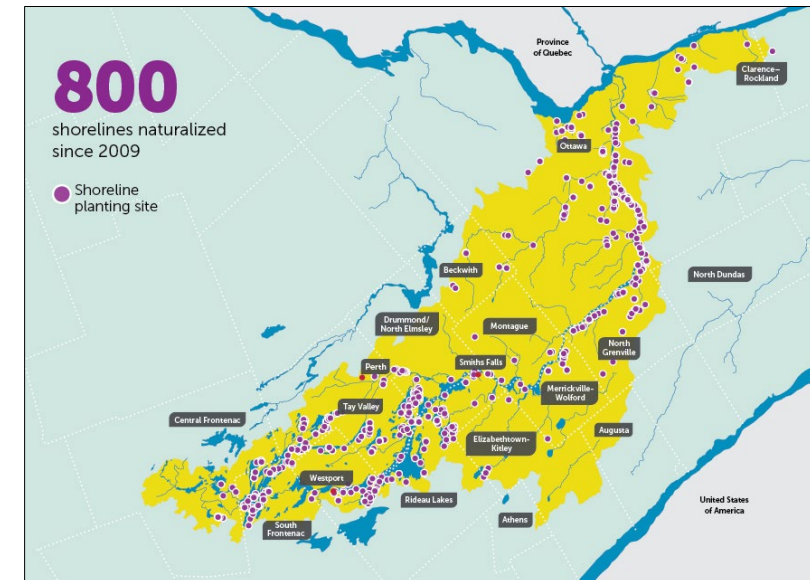 800
shorelines naturalized
since 2009
Shoreline
planting site
Province
of Quebec
Clarence–
Rockland
Ottawa
North Dundas
Beckwith
Drummond/
North Elmsley
Montague
North
Grenville
Smiths Falls
Perth
Merrickville-
Wolford
Tay Valley
Central Frontenac
Augusta
Elizabethtown-
Kitley
Westport
Rideau Lakes
United States
of America
South
Frontenac
Athens